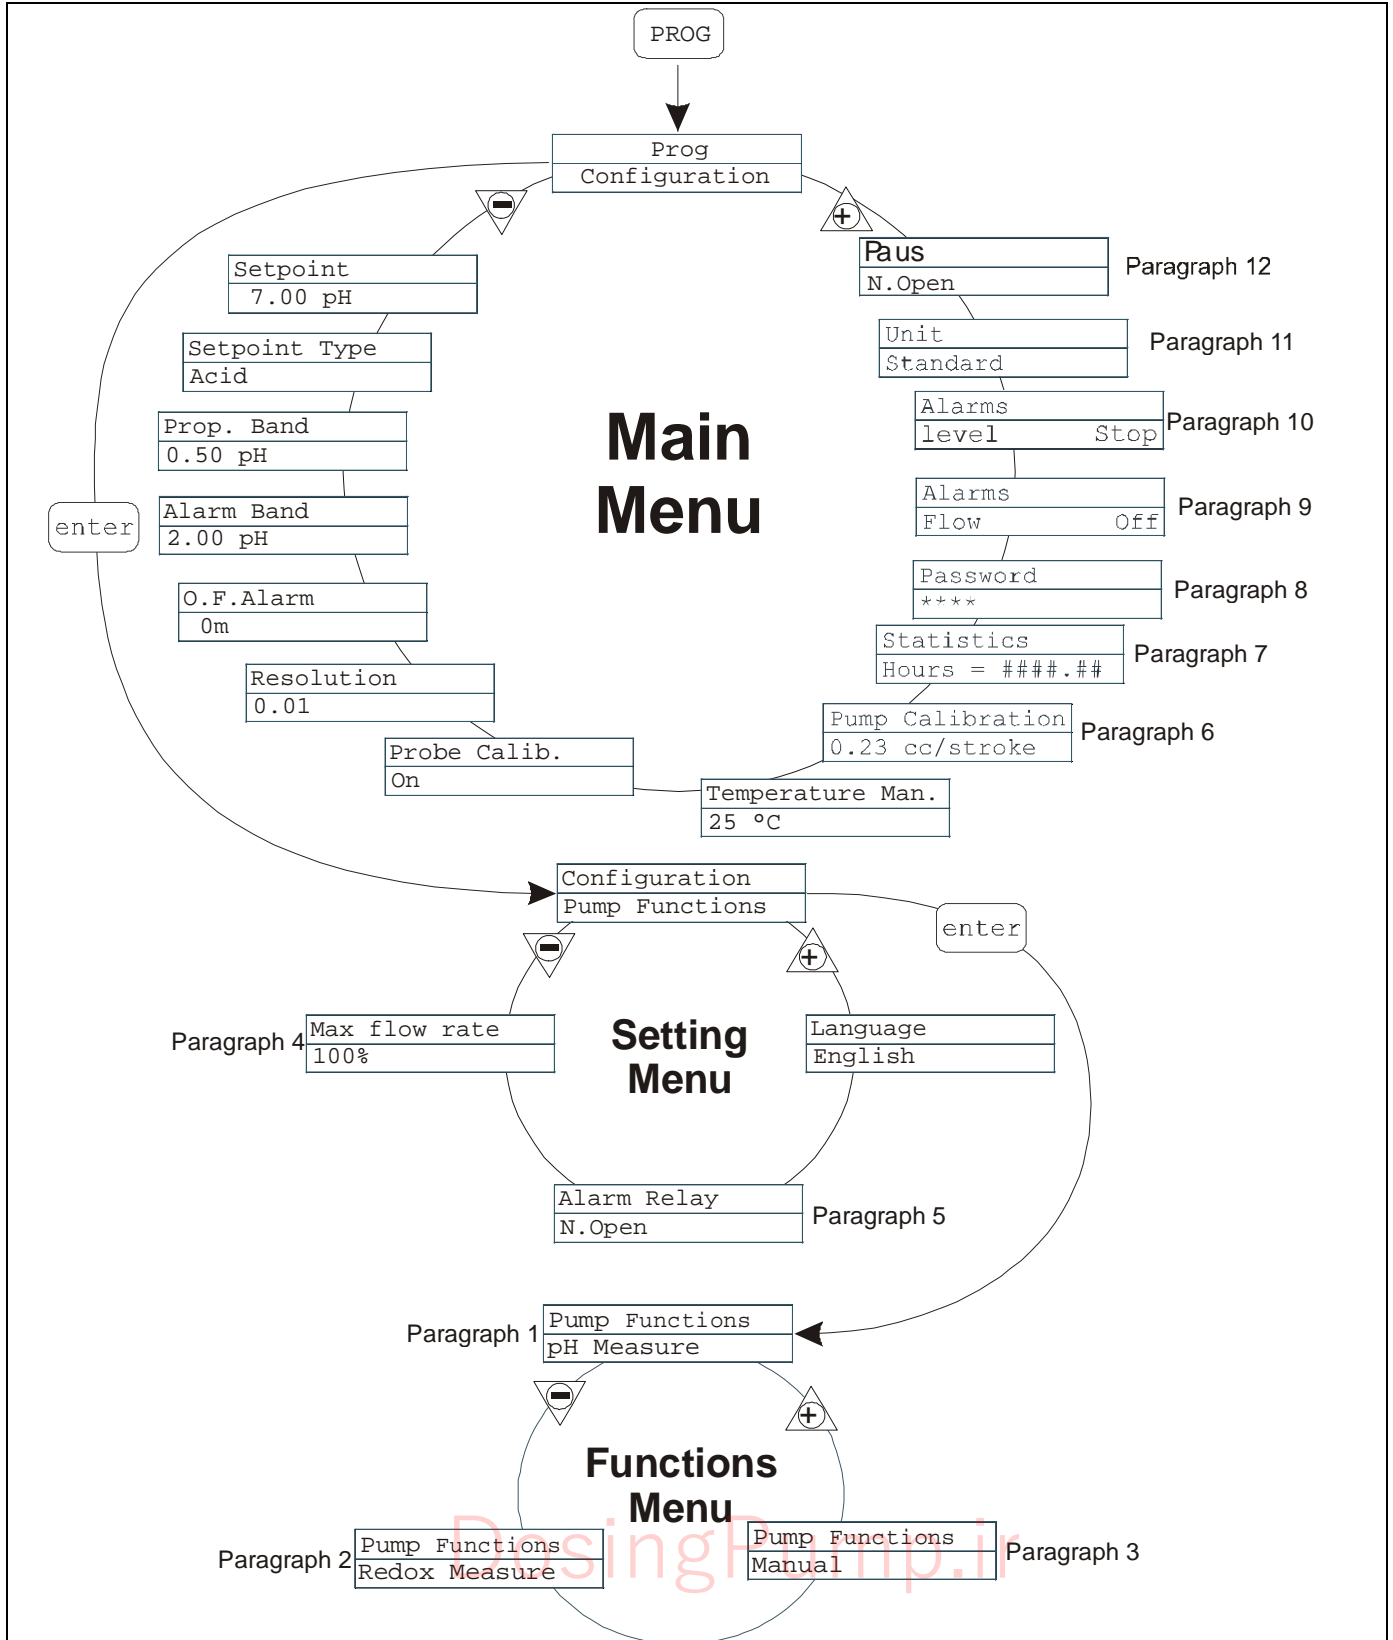 PROG
Prog
Configuration
Setpoint
7.00 pH
Paus
N.Open
Paragraph 12
Setpoint Type
Acid
Unit
Standard
Paragraph 11
Prop. Band
0.50 pH
Main
Menu
Alarms
level Stop
Paragraph 10
enter
Alarm Band
2.00 pH
Alarms
Flow Off
Paragraph 9
O.F.Alarm
0m
Password
****
Paragraph 8
Resolution
0.01
Statistics
Hours = ####.##
Paragraph 7
Probe Calib.
On
Pump Calibration
0.23 cc/stroke
Paragraph 6
Temperature Man.
25 °C
Configuration
Pump Functions
enter
Paragraph 4
Max flow rate
100%
Setting
Menu
Language
English
Alarm Relay
N.Open
Paragraph 5
Paragraph 1
Pump Functions
pH Measure
Functions
Menu
Paragraph 2
Pump Functions
Redox Measure
Pump Functions
Manual
Paragraph 3
DosingPump.ir